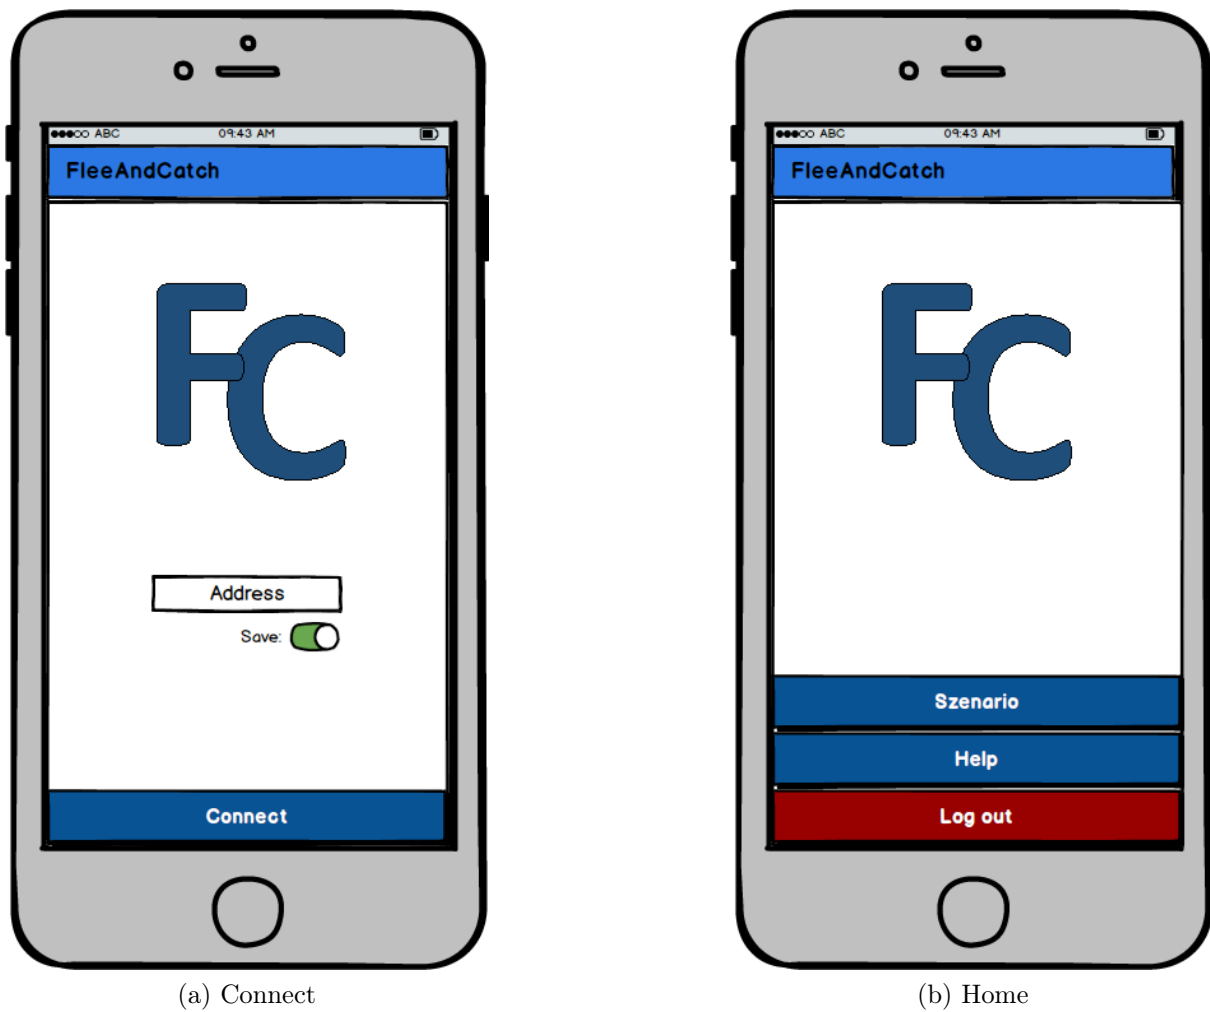 ABC 09:43 AM
FleeAndCatch
FC
Address
Save:
Connect
(a) Connect
ABC 09:43 AM
FleeAndCatch
FC
Szenario
Help
Log out
(b) Home